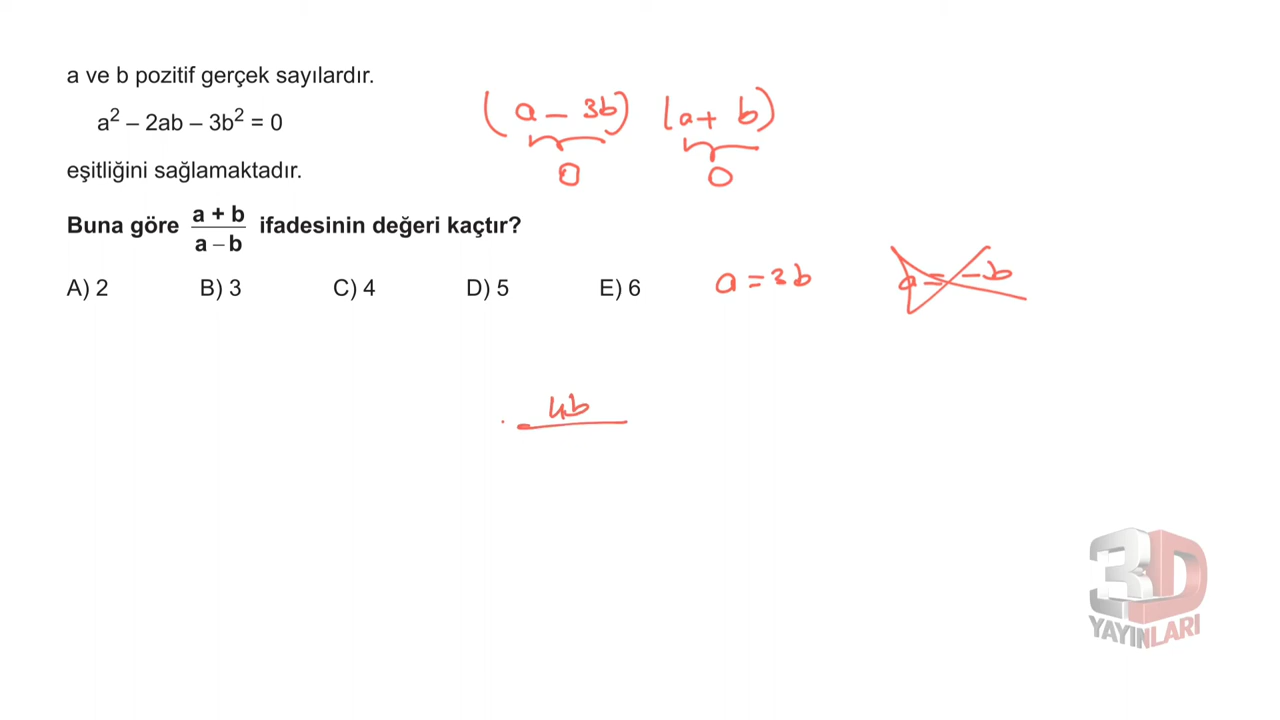 a ve b pozitif gerçek sayılardır.
a² – 2ab – 3b² = 0
eşitliğini sağlamaktadır.
Buna göre a + b / a – b ifadesinin değeri kaçtır?
A) 2 B) 3 C) 4 D) 5 E) 6
(a – 3b) (a + b)
0 0
a = 3b a = –b
4b
3D
YAYINLARI